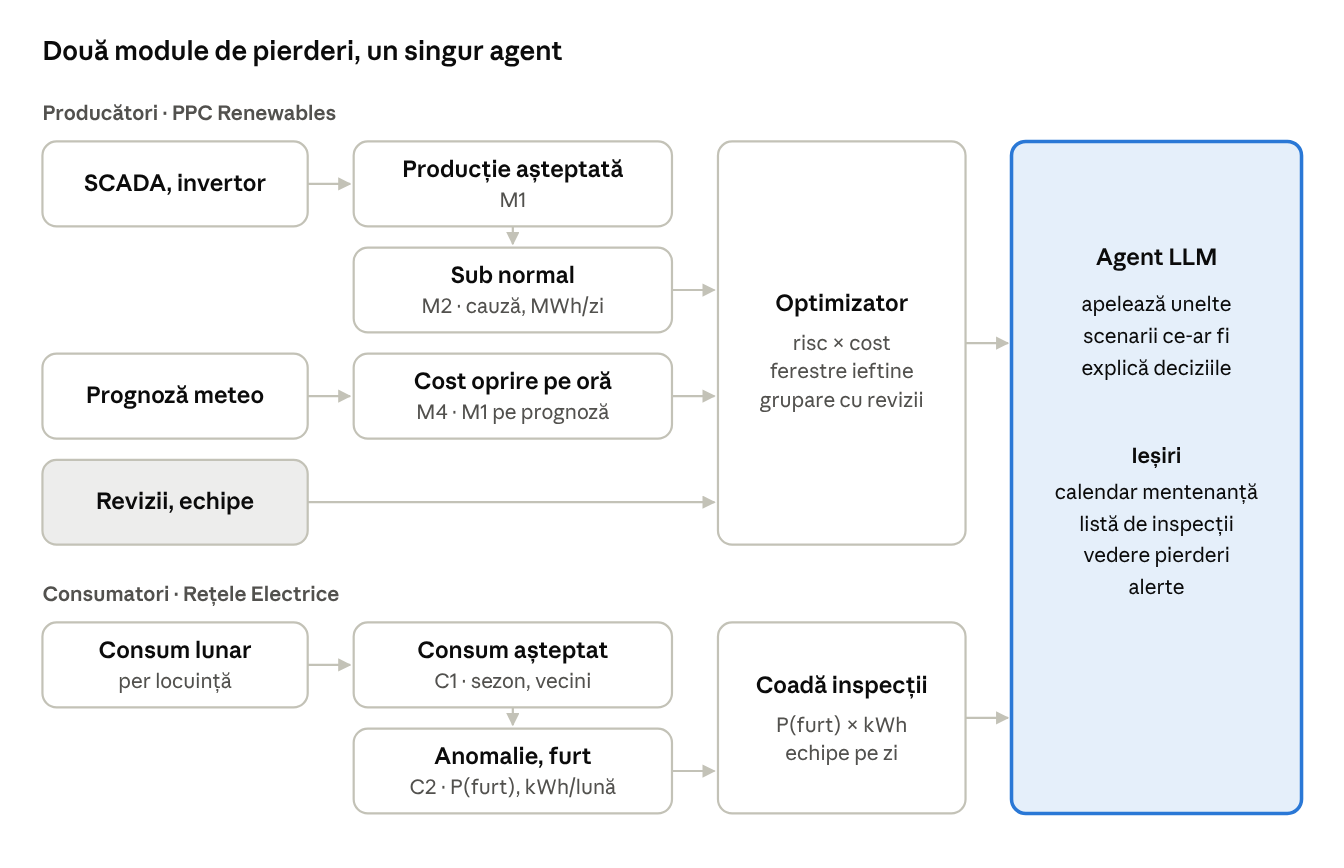 Două module de pierderi, un singur agent
Producători · PPC Renewables
SCADA, invertor
Producție așteptată
M1
Sub normal
M2 · cauză, MWh/zi
Prognoză meteo
Cost oprire pe oră
M4 · M1 pe prognoză
Revizii, echipe
Optimizator
risc × cost
ferestre ieftine
grupare cu revizii
Agent LLM
apelează unelte
scenarii ce-ar fi
explică deciziile
Ieșiri
calendar mentenanță
listă de inspecții
vedere pierderi
alerte
Consumatori · Rețele Electrice
Consum lunar
per locuință
Consum așteptat
C1 · sezon, vecini
Anomalie, furt
C2 · P(furt), kWh/lună
Coadă inspecții
P(furt) × kWh
echipe pe zi